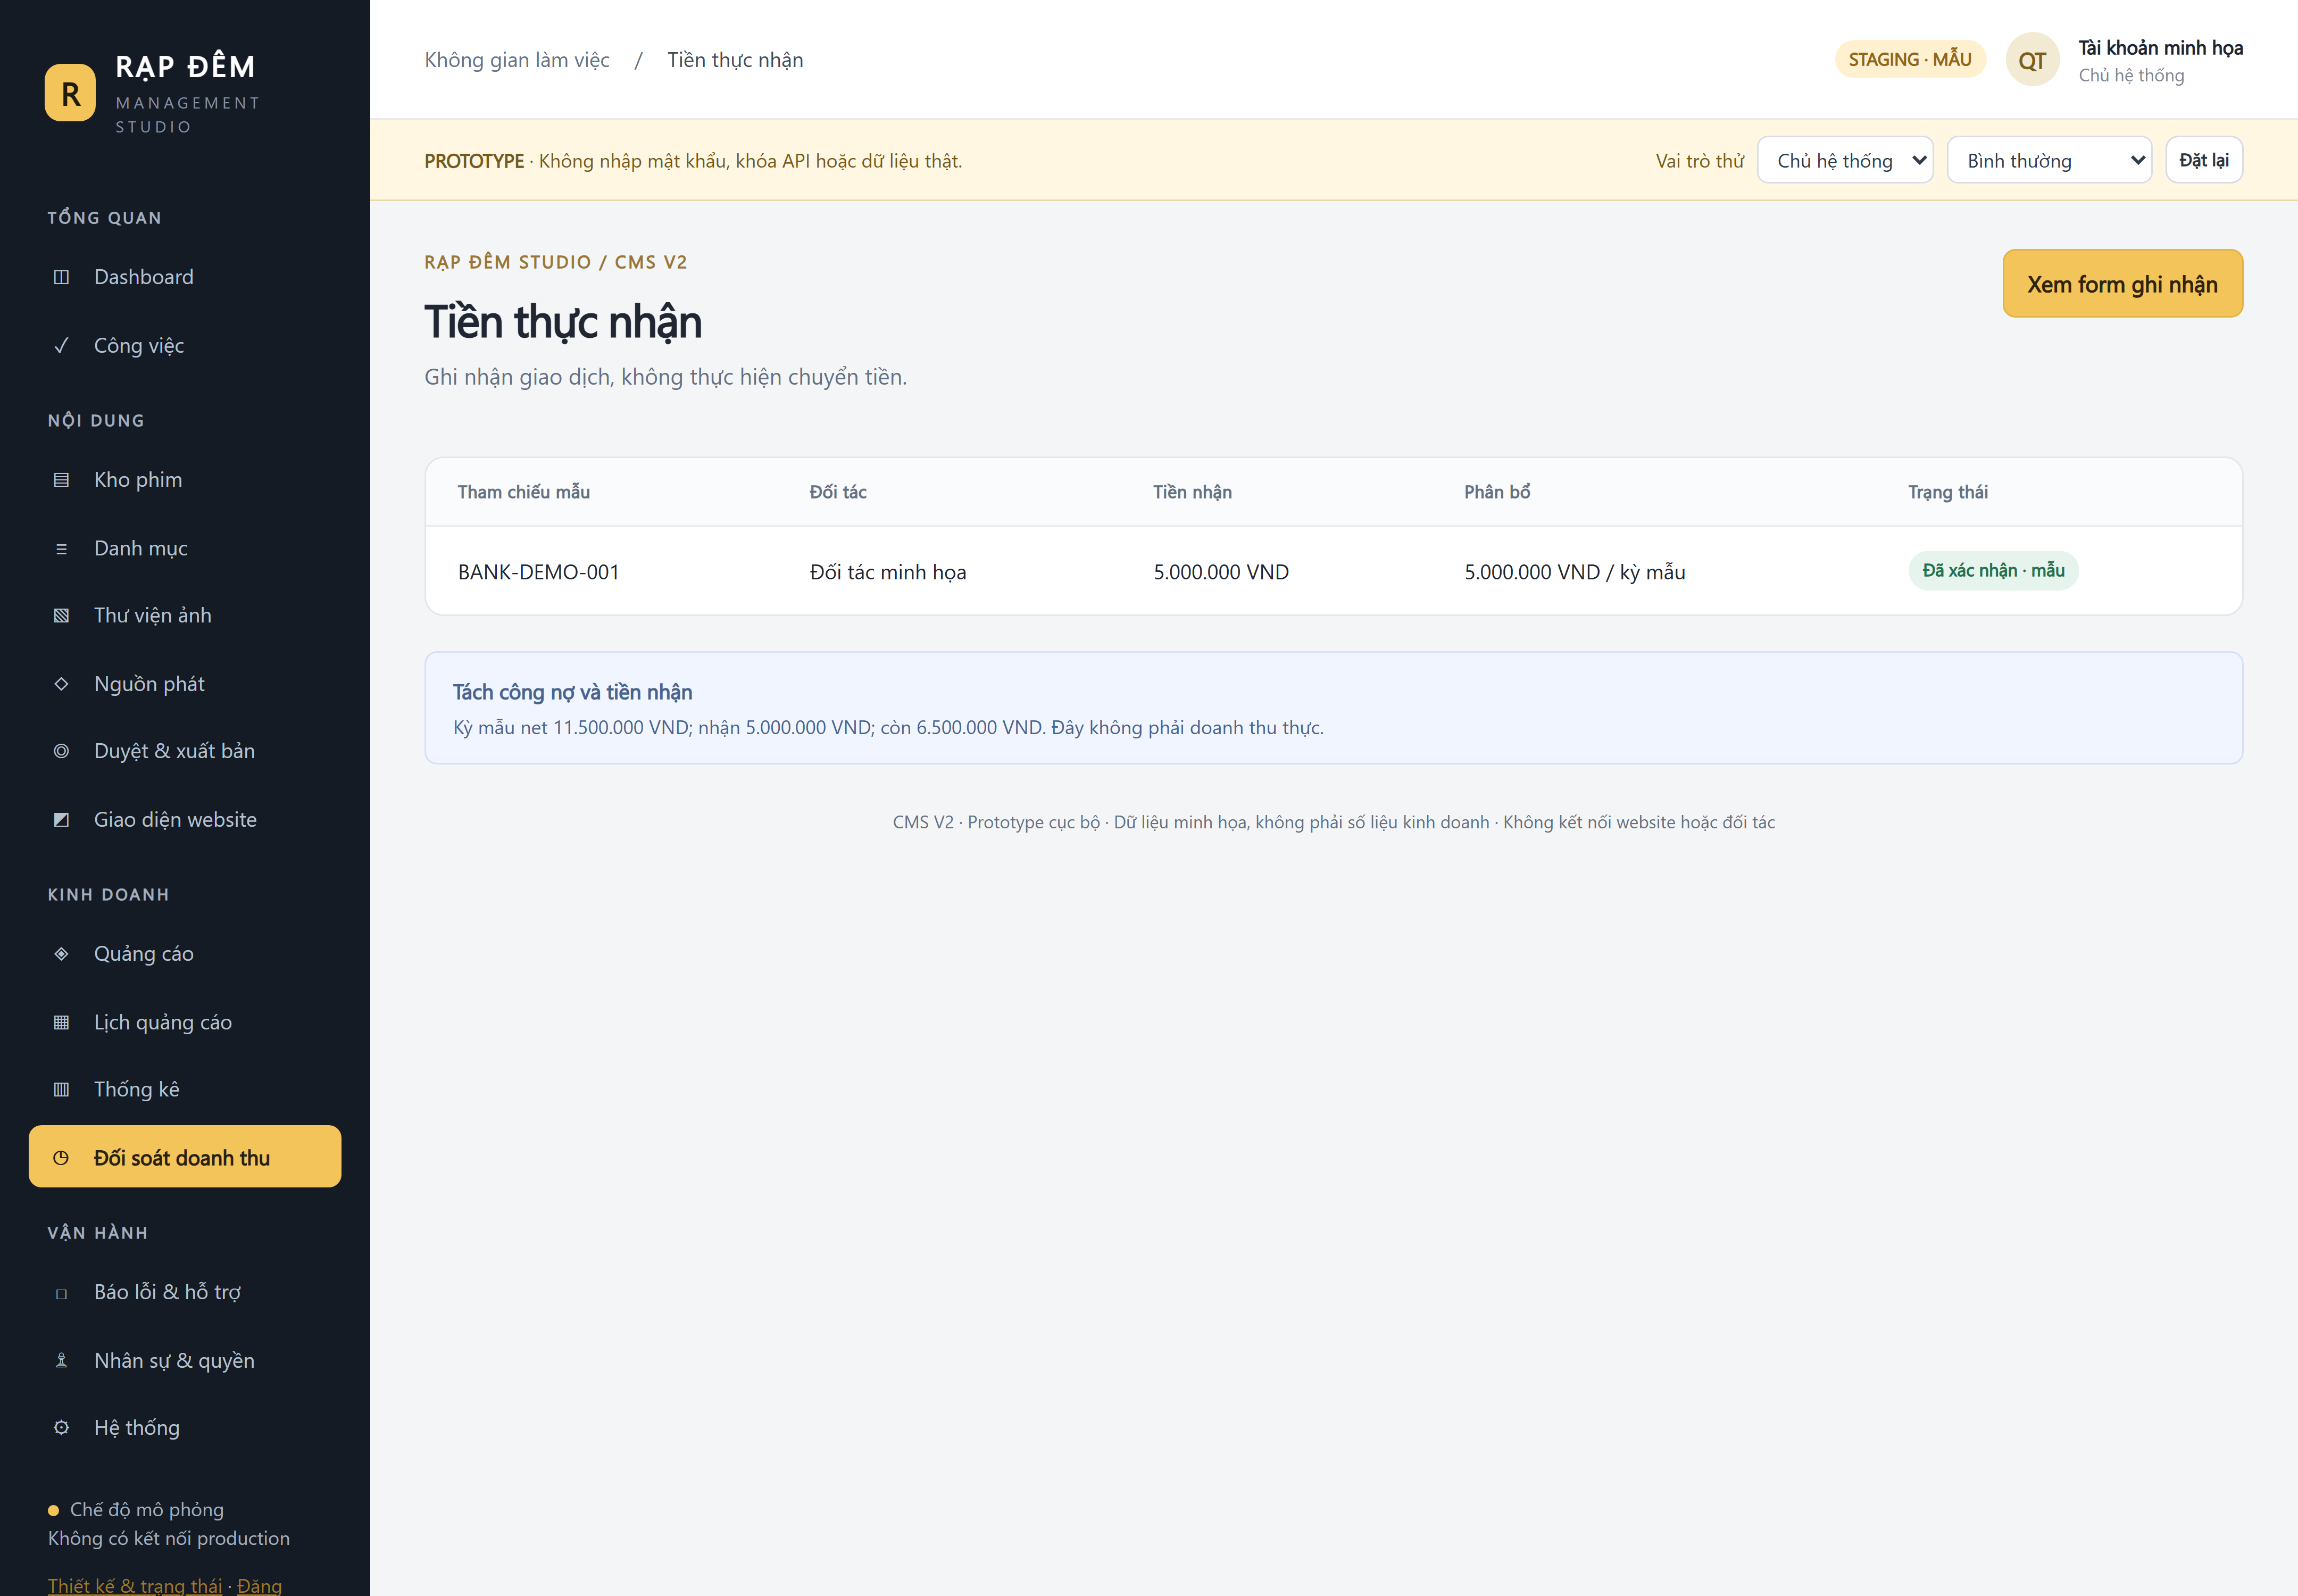 R
RẠP ĐÊM
MANAGEMENT
STUDIO
TỔNG QUAN
Dashboard
Công việc
NỘI DUNG
Kho phim
Danh mục
Thư viện ảnh
Nguồn phát
Duyệt & xuất bản
Giao diện website
KINH DOANH
Quảng cáo
Lịch quảng cáo
Thống kê
Đối soát doanh thu
VẬN HÀNH
Báo lỗi & hỗ trợ
Nhân sự & quyền
Hệ thống
Chế độ mô phỏng
Không có kết nối production
Thiết kế & trạng thái · Đăng
Không gian làm việc / Tiền thực nhận
STAGING · MẪU
QT
Tài khoản minh họa
Chủ hệ thống
PROTOTYPE · Không nhập mật khẩu, khóa API hoặc dữ liệu thật.
Vai trò thử
Chủ hệ thống
Bình thường
Đặt lại
RẠP ĐÊM STUDIO / CMS V2
Tiền thực nhận
Ghi nhận giao dịch, không thực hiện chuyển tiền.
Xem form ghi nhận
Tham chiếu mẫu Đối tác Tiền nhận Phân bổ Trạng thái
BANK-DEMO-001 Đối tác minh họa 5.000.000 VND 5.000.000 VND / kỳ mẫu Đã xác nhận · mẫu
Tách công nợ và tiền nhận
Kỳ mẫu net 11.500.000 VND; nhận 5.000.000 VND; còn 6.500.000 VND. Đây không phải doanh thu thực.
CMS V2 · Prototype cục bộ · Dữ liệu minh họa, không phải số liệu kinh doanh · Không kết nối website hoặc đối tác